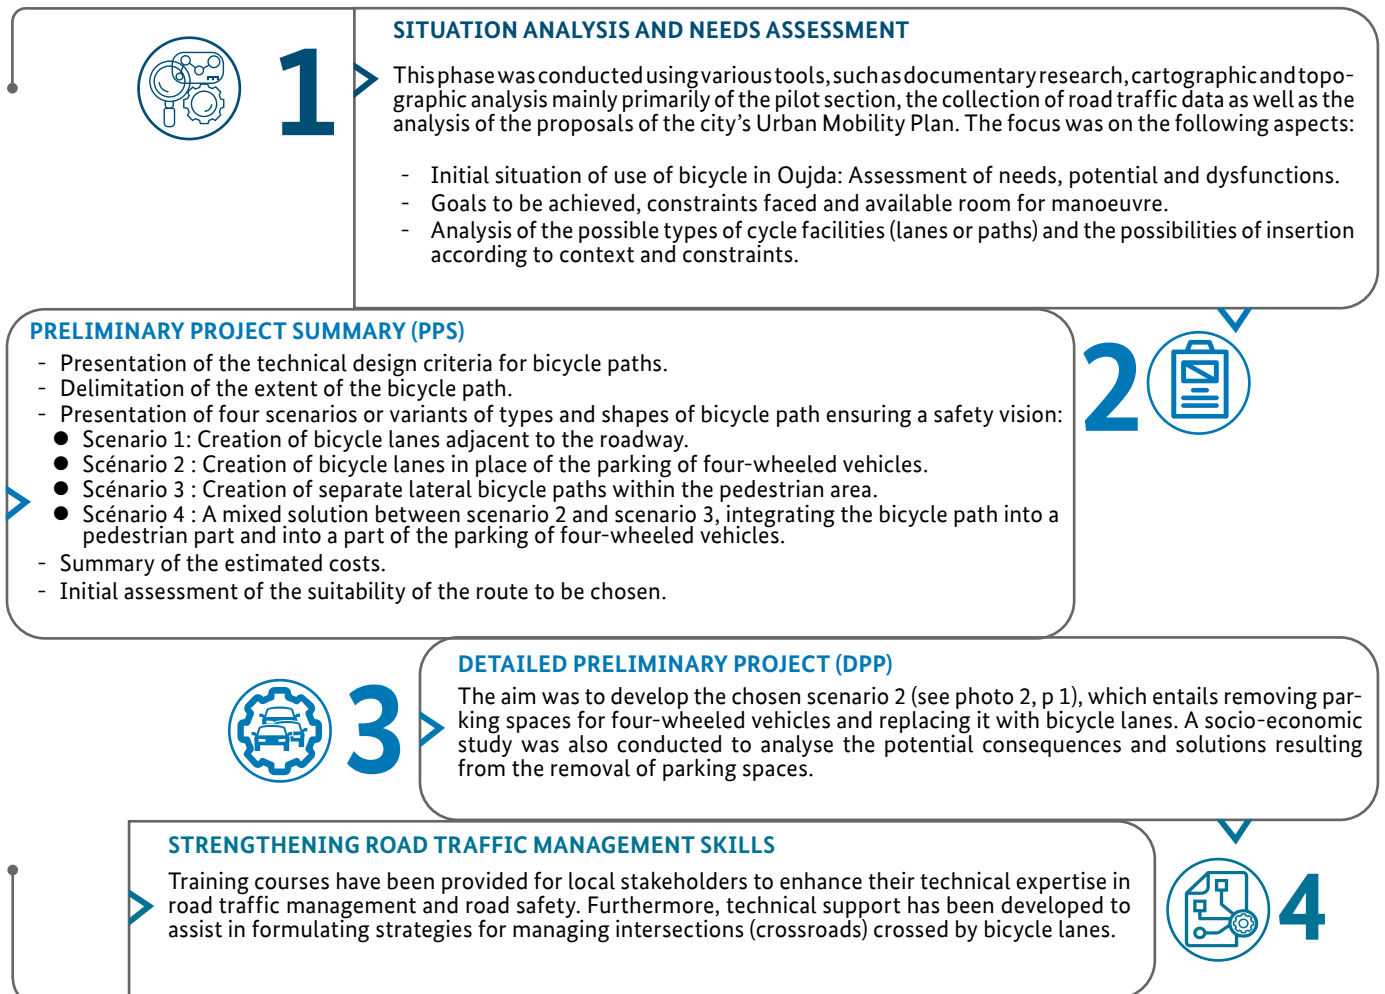 1
SITUATION ANALYSIS AND NEEDS ASSESSMENT
This phase was conducted using various tools, such as documentary research, cartographic and topo-
graphic analysis mainly primarily of the pilot section, the collection of road traffic data as well as the
analysis of the proposals of the city's Urban Mobility Plan. The focus was on the following aspects:
- Initial situation of use of bicycle in Oujda: Assessment of needs, potential and dysfunctions.
- Goals to be achieved, constraints faced and available room for manoeuvre.
- Analysis of the possible types of cycle facilities (lanes or paths) and the possibilities of insertion
according to context and constraints.
2
PRELIMINARY PROJECT SUMMARY (PPS)
- Presentation of the technical design criteria for bicycle paths.
- Delimitation of the extent of the bicycle path.
- Presentation of four scenarios or variants of types and shapes of bicycle path ensuring a safety vision:
● Scenario 1: Creation of bicycle lanes adjacent to the roadway.
● Scénario 2 : Creation of bicycle lanes in place of the parking of four-wheeled vehicles.
● Scénario 3 : Creation of separate lateral bicycle paths within the pedestrian area.
● Scénario 4 : A mixed solution between scenario 2 and scenario 3, integrating the bicycle path into a
pedestrian part and into a part of the parking of four-wheeled vehicles.
- Summary of the estimated costs.
- Initial assessment of the suitability of the route to be chosen.
3
DETAILED PRELIMINARY PROJECT (DPP)
The aim was to develop the chosen scenario 2 (see photo 2, p 1), which entails removing par-
king spaces for four-wheeled vehicles and replacing it with bicycle lanes. A socio-economic
study was also conducted to analyse the potential consequences and solutions resulting
from the removal of parking spaces.
4
STRENGTHENING ROAD TRAFFIC MANAGEMENT SKILLS
Training courses have been provided for local stakeholders to enhance their technical expertise in
road traffic management and road safety. Furthermore, technical support has been developed to
assist in formulating strategies for managing intersections (crossroads) crossed by bicycle lanes.